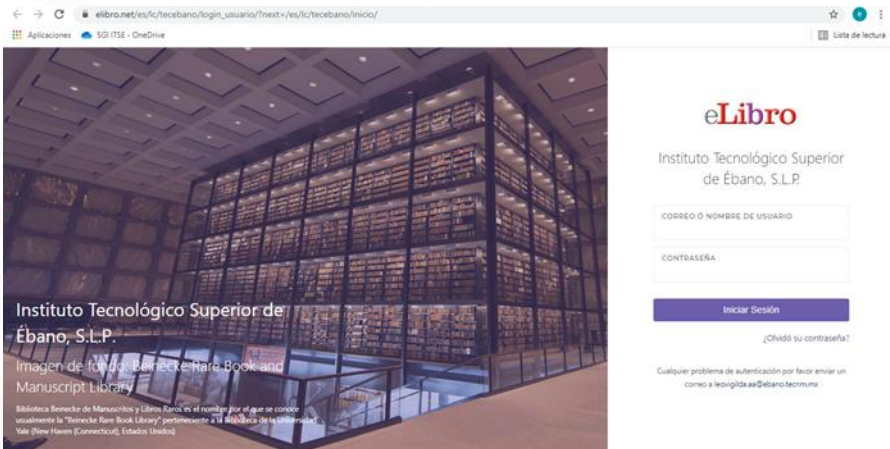 elibro.net/es/lc/tecebano/login_usuario/?next=/es/lc/tecebano/inicio/
e
Aplicaciones
SGI ITSE - OneDrive
Lista de lectura
Instituto Tecnológico Superior de
Ébano, S.L.P.
Imagen de fondo: Beinecke Rare Book and
Manuscript Library
Biblioteca Beinecke de Manuscritos y Libros Raros es el nombre por el que se conoce
usualmente la "Beinecke Rare Book Library" perteneciente a la Biblioteca de la Universidad
Yale (New Haven (Connecticut), Estados Unidos)
eLibro
Instituto Tecnológico Superior
de Ébano, S.L.P.
CORREO O NOMBRE DE USUARIO
CONTRASEÑA
Iniciar Sesión
¿Olvidó su contraseña?
Cualquier problema de autenticación por favor enviar un
correo a leovigilda.aa@ebano.tecnm.mx